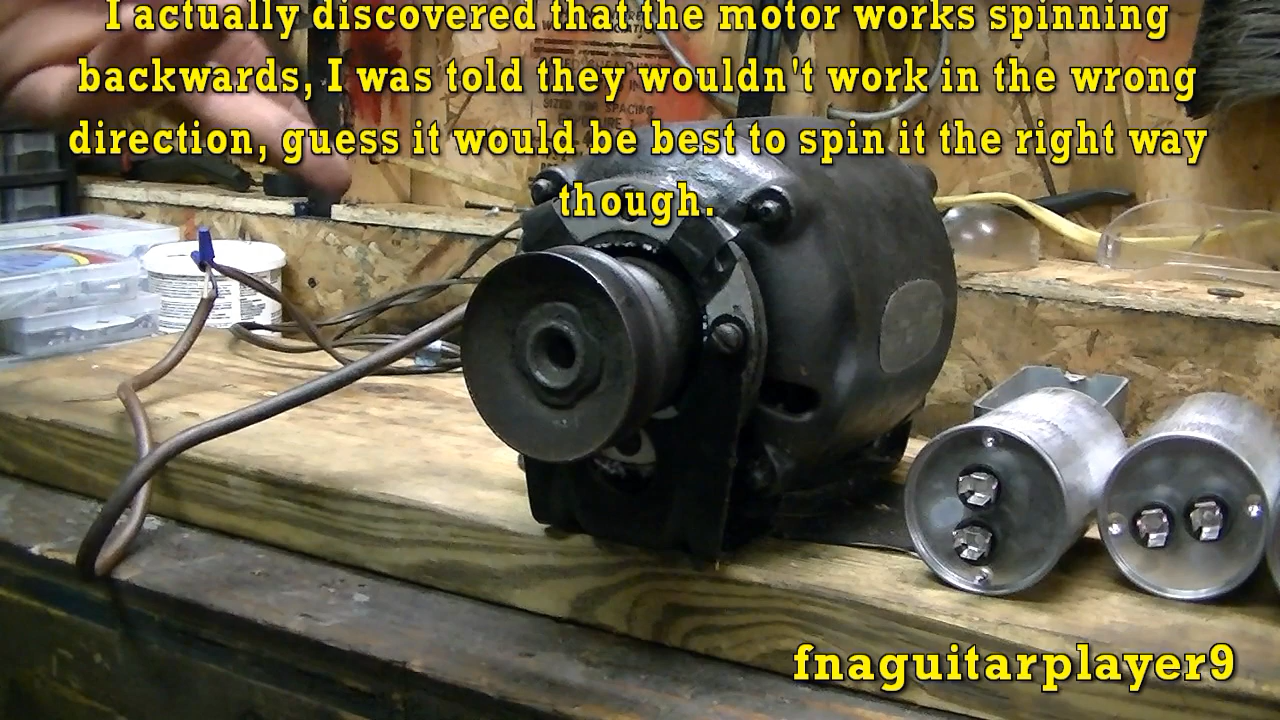 I actually discovered that the motor works spinning
backwards, I was told they wouldn't work in the wrong
direction, guess it would be best to spin it the right way
though.
SPACING
fnaguitarplayer9